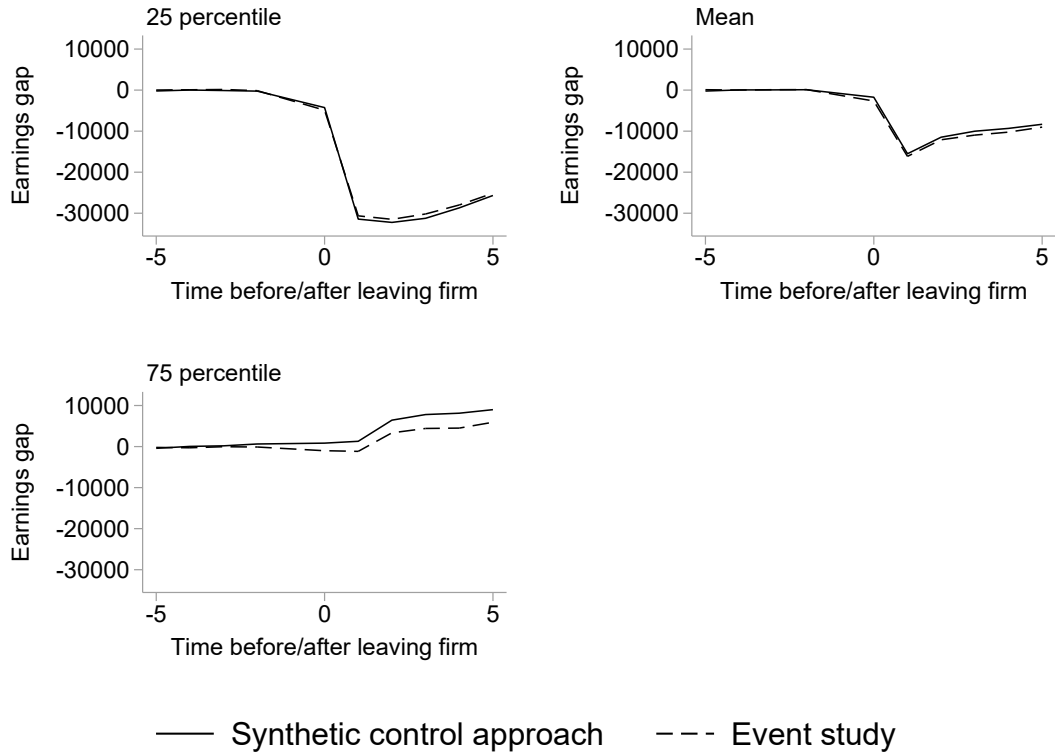 25 percentile
10000
0
-10000
-20000
-30000
Earnings gap
-5 0 5
Time before/after leaving firm
Mean
10000
0
-10000
-20000
-30000
Earnings gap
-5 0 5
Time before/after leaving firm
75 percentile
10000
0
-10000
-20000
-30000
Earnings gap
-5 0 5
Time before/after leaving firm
Synthetic control approach Event study